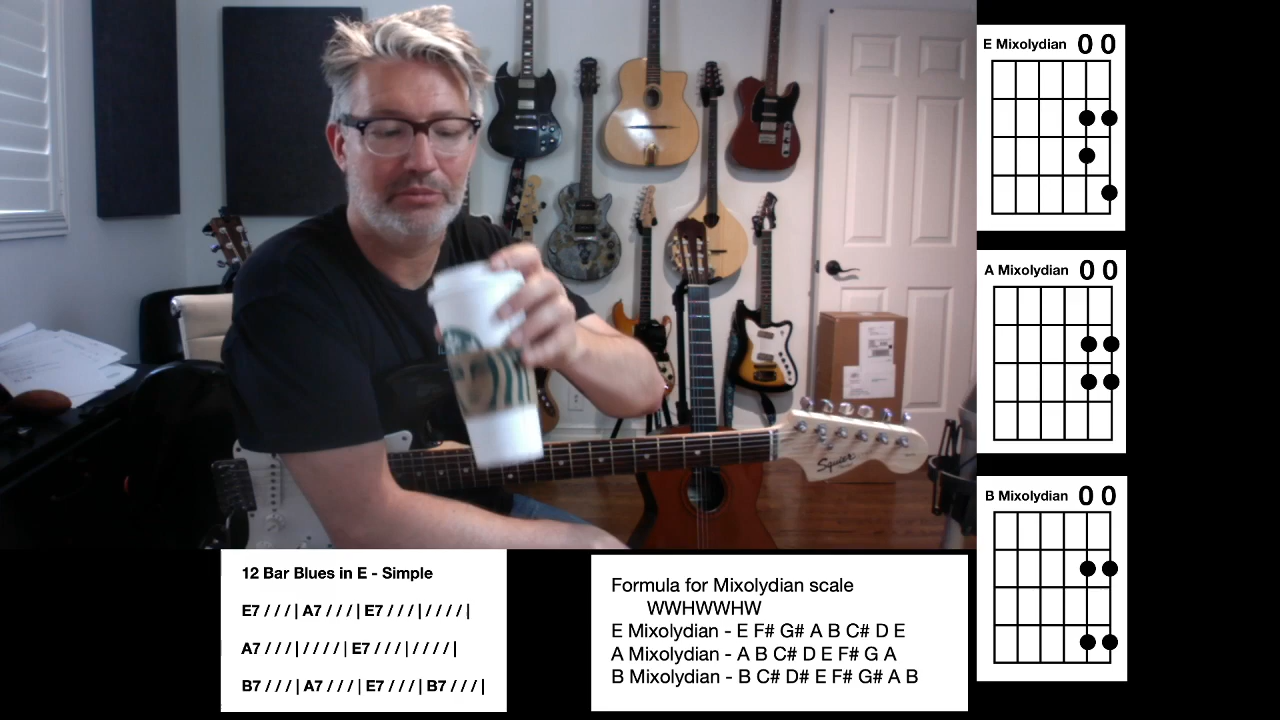 E Mixolydian 0 0
A Mixolydian 0 0
B Mixolydian 0 0
Squier
12 Bar Blues in E - Simple
E7 / / / | A7 / / / | E7 / / / | / / / / |
A7 / / / | / / / / | E7 / / / | / / / / |
B7 / / / | A7 / / / | E7 / / / | B7 / / / |
Formula for Mixolydian scale
WWHWWHW
E Mixolydian - E F# G# A B C# D E
A Mixolydian - A B C# D E F# G A
B Mixolydian - B C# D# E F# G# A B